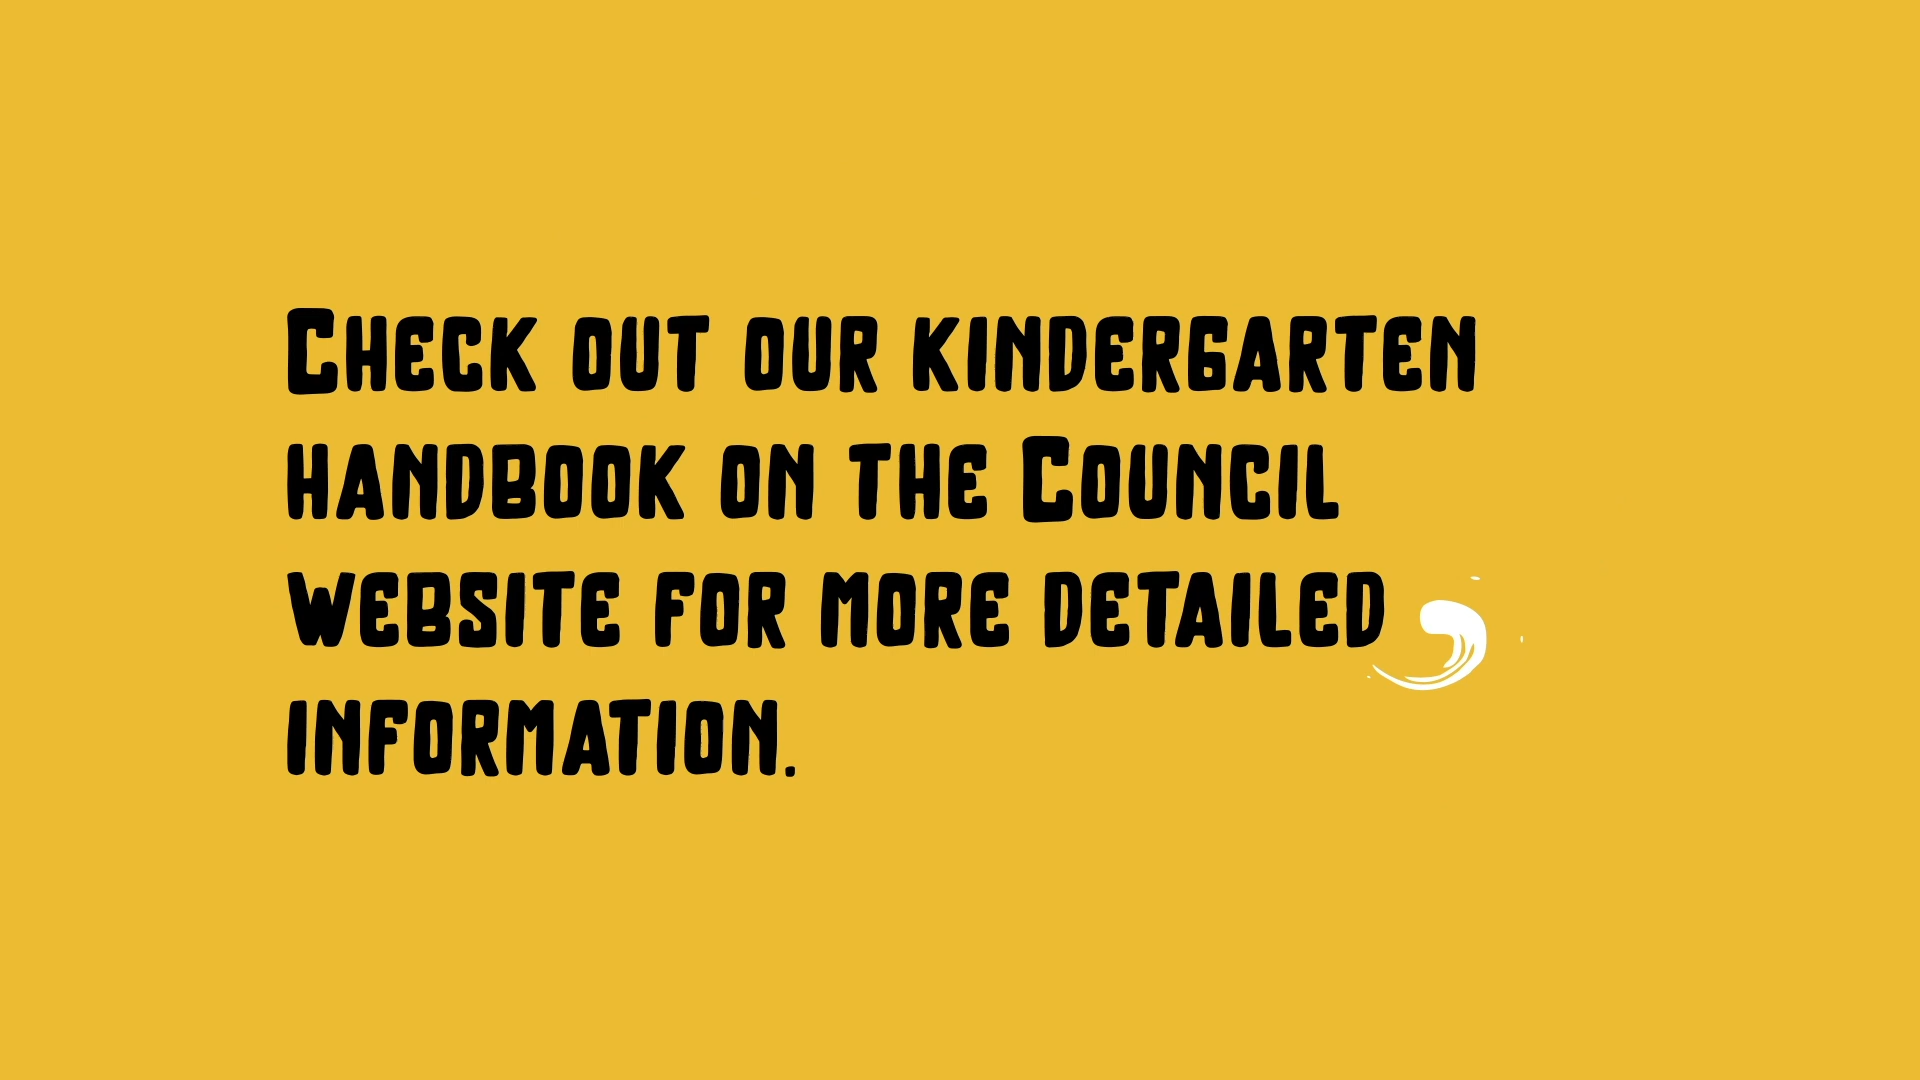 Check out our kindergarten
handbook on the Council
website for more detailed
information.